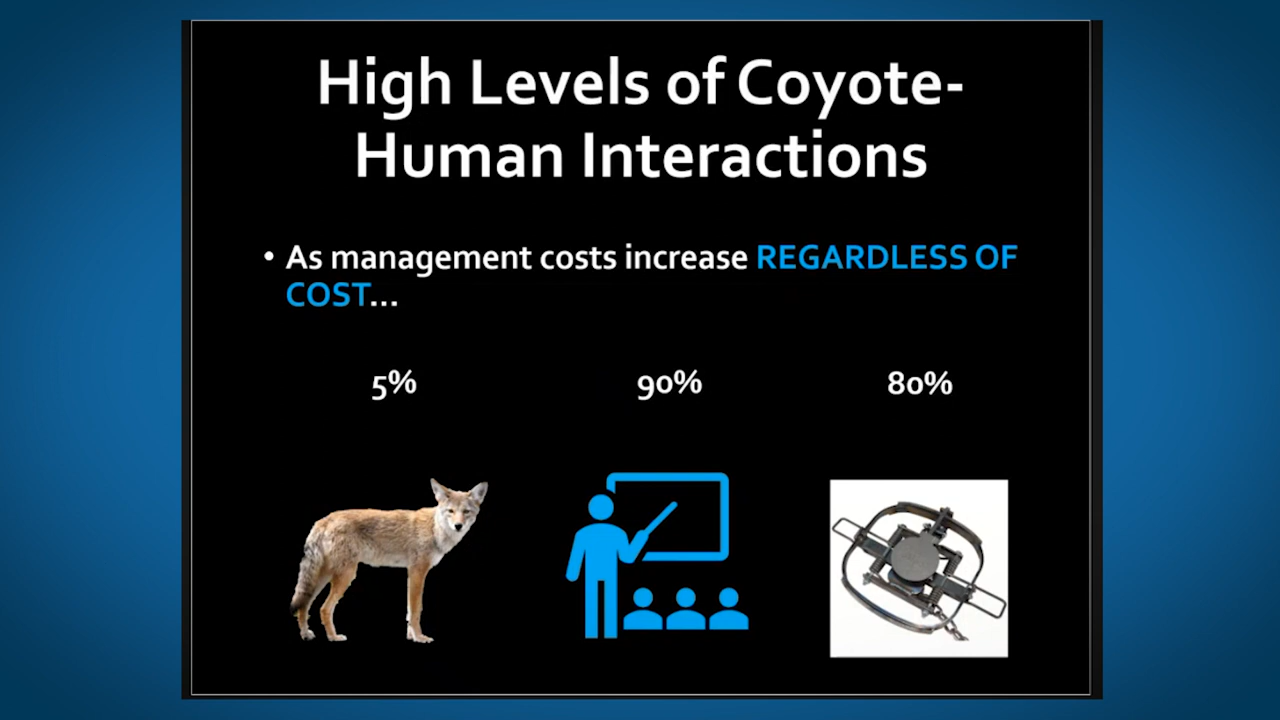 High Levels of Coyote-
Human Interactions
• As management costs increase REGARDLESS OF
COST...
5% 90% 80%